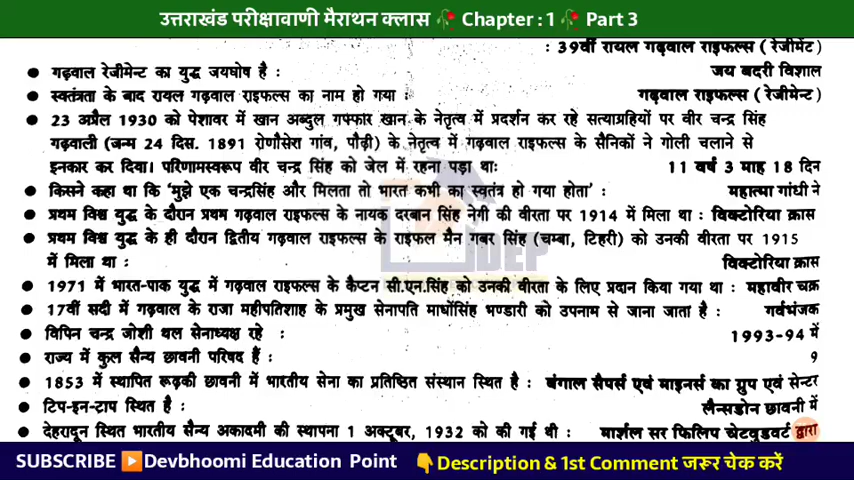 उत्तराखंड परीक्षावाणी मैराथन क्लास Chapter : 1 Part 3
: 39वीं रायल गढ़वाल राइफल्स ( रेजीमेंट)
● गढ़वाल रेजीमेन्ट का युद्ध जयघोष है : जय बदरी विशाल
● स्वतंत्रता के बाद रायल गढ़वाल राइफल्स का नाम हो गया : गढ़वाल राइफल्स ( रेजीमेन्ट)
● 23 अप्रैल 1930 को पेशावर में खान अब्दुल गफ्फार खान के नेतृत्व में प्रदर्शन कर रहे सत्याग्रहियों पर वीर चन्द्र सिंह
गढ़वाली (जन्म 24 दिस. 1891 रोणौसेरा गांव, पौढ़ी) के नेतृत्व में गढ़वाल राइफल्स के सैनिकों ने गोली चलाने से
इनकार कर दिया। परिणामस्वरूप वीर चन्द्र सिंह को जेल में रहना पड़ा थाः 11 वर्ष 3 माह 18 दिन
● किसने कहा था कि 'मुझे एक चन्द्रसिंह और मिलता तो भारत कभी का स्वतंत्र हो गया होता' : महात्मा गांधी ने
● प्रथम विश्व युद्ध के दौरान प्रथम गढ़वाल राइफल्स के नायक दरबान सिंह नेगी की वीरता पर 1914 में मिला था : विक्टोरिया क्रास
● प्रथम विश्व युद्ध के ही दौरान द्वितीय गढ़वाल राइफल्स के राईफल मैन गबर सिंह (चम्बा, टिहरी) को उनकी वीरता पर 1915
में मिला था : विक्टोरिया क्रास
● 1971 में भारत-पाक युद्ध में गढ़वाल राइफल्स के कैप्टन सी.एन.सिंह को उनकी वीरता के लिए प्रदान किया गया था : महावीर चक्र
● 17वीं सदी में गढ़वाल के राजा महीपतिशाह के प्रमुख सेनापति माधोंसिंह भण्डारी को उपनाम से जाना जाता है : गर्वभंजक
● विपिन चन्द्र जोशी थल सेनाध्यक्ष रहे : 1993-94 में
● राज्य में कुल सैन्य छावनी परिषद हैं : 9
● 1853 में स्थापित रूढ़की छावनी में भारतीय सेना का प्रतिष्ठित संस्थान स्थित है : बंगाल सैपर्स एवं माइनर्स का ग्रुप एवं सेन्टर
● टिप-इन-टाप स्थित है : लैन्सडोन छावनी में
● देहरादून स्थित भारतीय सैन्य अकादमी की स्थापना 1 अक्टूबर, 1932 को की गई थी : मार्शल सर फिलिप चेटवुडवर्ट द्वारा
SUBSCRIBE Devbhoomi Education Point Description & 1st Comment जरूर चेक करें